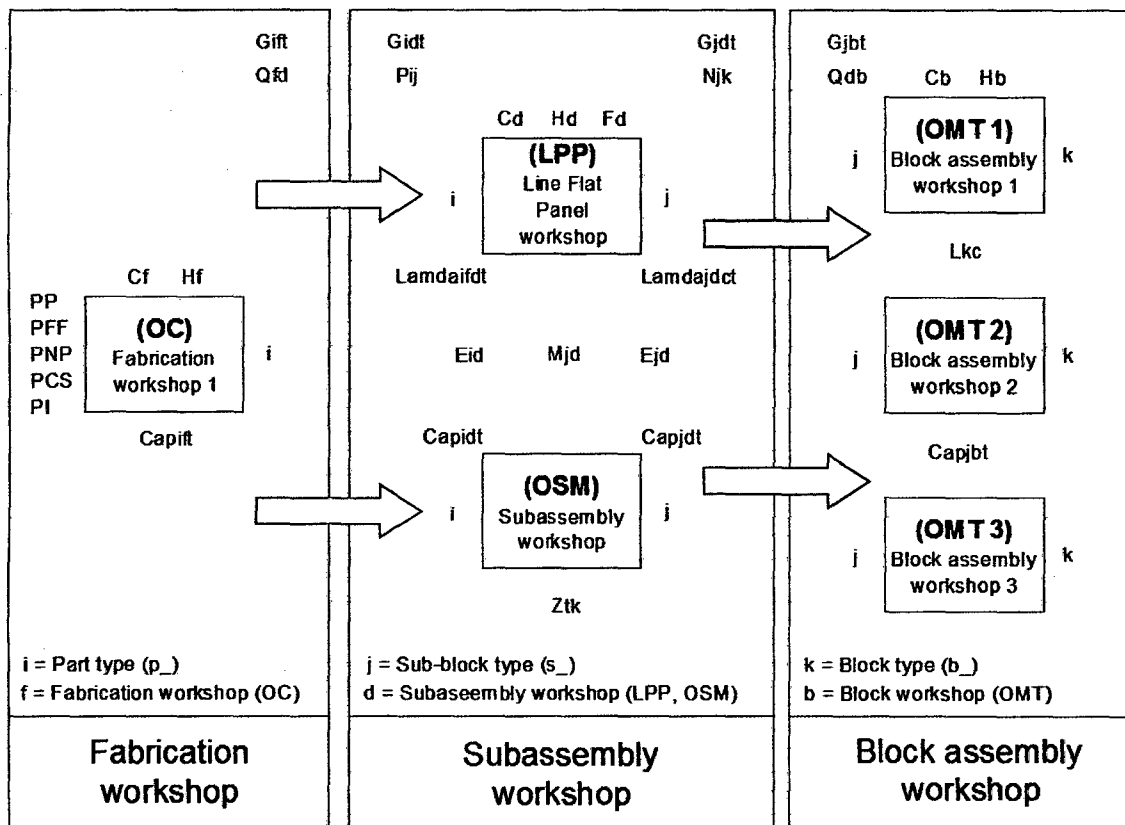 Gift
Qfd
Cf Hf
PP
PFF
PNP
PCS
PI
(OC)
Fabrication
workshop 1
i
Capift
i = Part type (p_)
f = Fabrication workshop (OC)
Fabrication
workshop
Gidt Gjdt
Pij Njk
Cd Hd Fd
(LPP)
Line Flat
Panel
workshop
i j
Lamdaifdt Lamdajdct
Eid Mjd Ejd
Capidt Capjdt
(OSM)
Subassembly
workshop
i j
Ztk
j = Sub-block type (s_)
d = Subaseembly workshop (LPP, OSM)
Subassembly
workshop
Gjbt
Qdb Cb Hb
(OMT 1)
Block assembly
workshop 1
j k
Lkc
(OMT 2)
Block assembly
workshop 2
j k
Capjbt
(OMT 3)
Block assembly
workshop 3
j k
k = Block type (b_)
b = Block workshop (OMT)
Block assembly
workshop